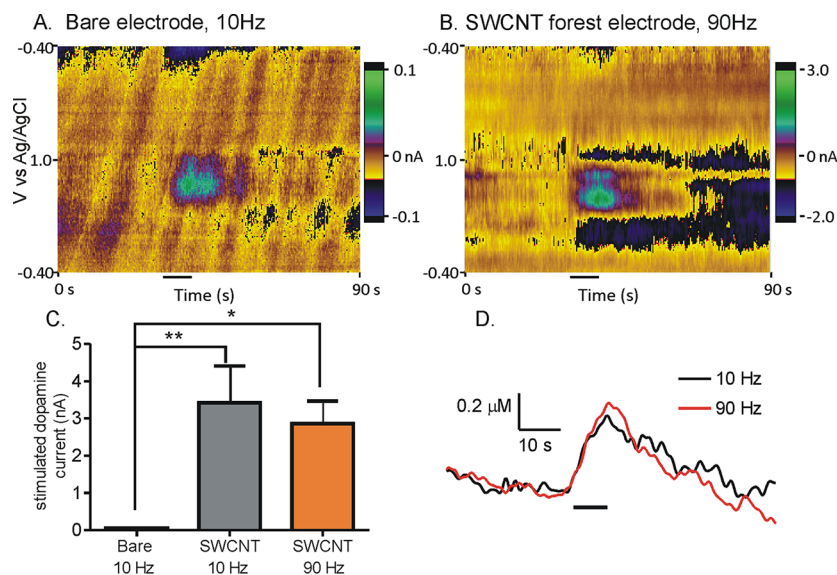 A. Bare electrode, 10Hz
V vs Ag/AgCl
-0.40
1.0
-0.40
0.1
0 nA
-0.1
0 s
Time (s)
90 s
B. SWCNT forest electrode, 90Hz
-0.40
1.0
-0.40
3.0
0 nA
-2.0
0 s
Time (s)
90 s
C.
stimulated dopamine
current (nA)
5
4
3
2
1
0
**
*
Bare
10 Hz
SWCNT
10 Hz
SWCNT
90 Hz
D.
0.2 µM
10 s
10 Hz
90 Hz